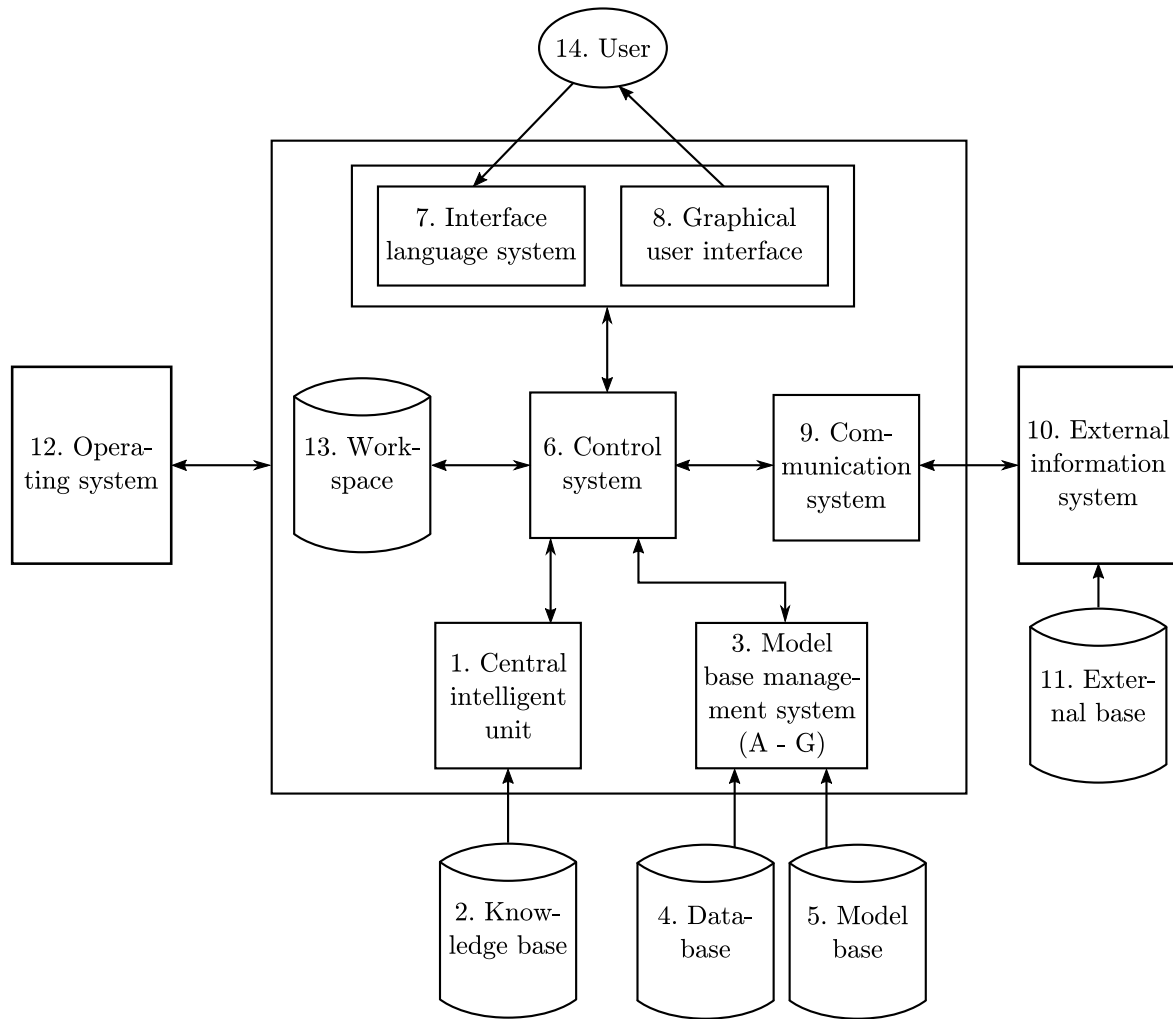 14. User
7. Interface
language system
8. Graphical
user interface
12. Opera-
ting system
13. Work-
space
6. Control
system
9. Com-
munication
system
10. External
information
system
1. Central
intelligent
unit
3. Model
base manage-
ment system
(A - G)
11. Exter-
nal base
2. Know-
ledge base
4. Data-
base
5. Model
base